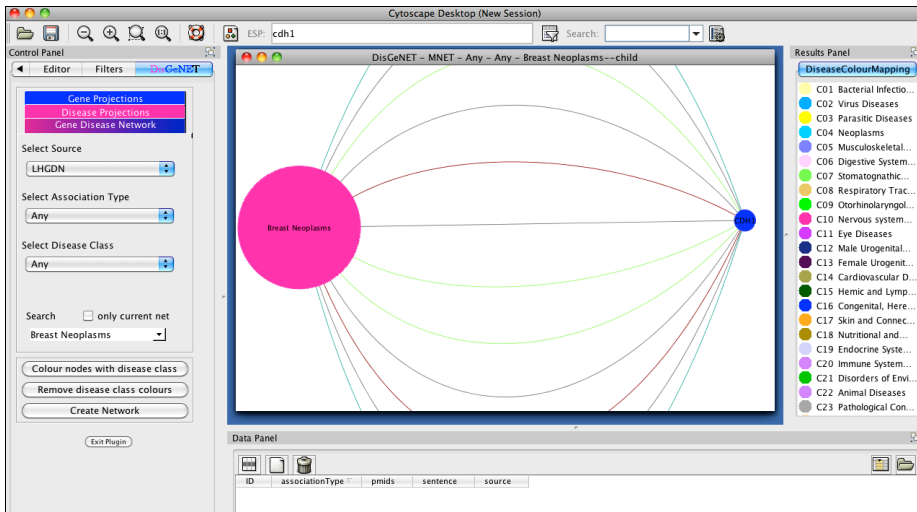 Cytoscape Desktop (New Session)
ESP: cdh1
Search:
Control Panel
Editor
Filters
DisGeNET
Gene Projections
Disease Projections
Gene Disease Network
Select Source
LHGDN
Select Association Type
Any
Select Disease Class
Any
Search
only current net
Breast Neoplasms
Colour nodes with disease class
Remove disease class colours
Create Network
Exit Plugin
DisGeNET - MNET - Any - Any - Breast Neoplasms--child
Breast Neoplasms
CDH1
Results Panel
DiseaseColourMapping
C01 Bacterial Infectio...
C02 Virus Diseases
C03 Parasitic Diseases
C04 Neoplasms
C05 Musculoskeletal...
C06 Digestive System...
C07 Stomatognathic...
C08 Respiratory Trac...
C09 Otorhinolaryngol...
C10 Nervous system...
C11 Eye Diseases
C12 Male Urogenital...
C13 Female Urogenit...
C14 Cardiovascular D...
C15 Hemic and Lymp...
C16 Congenital, Here...
C17 Skin and Connec...
C18 Nutritional and...
C19 Endocrine Syste...
C20 Immune System...
C21 Disorders of Envi...
C22 Animal Diseases
C23 Pathological Con...
Data Panel
ID associationType pmids sentence source